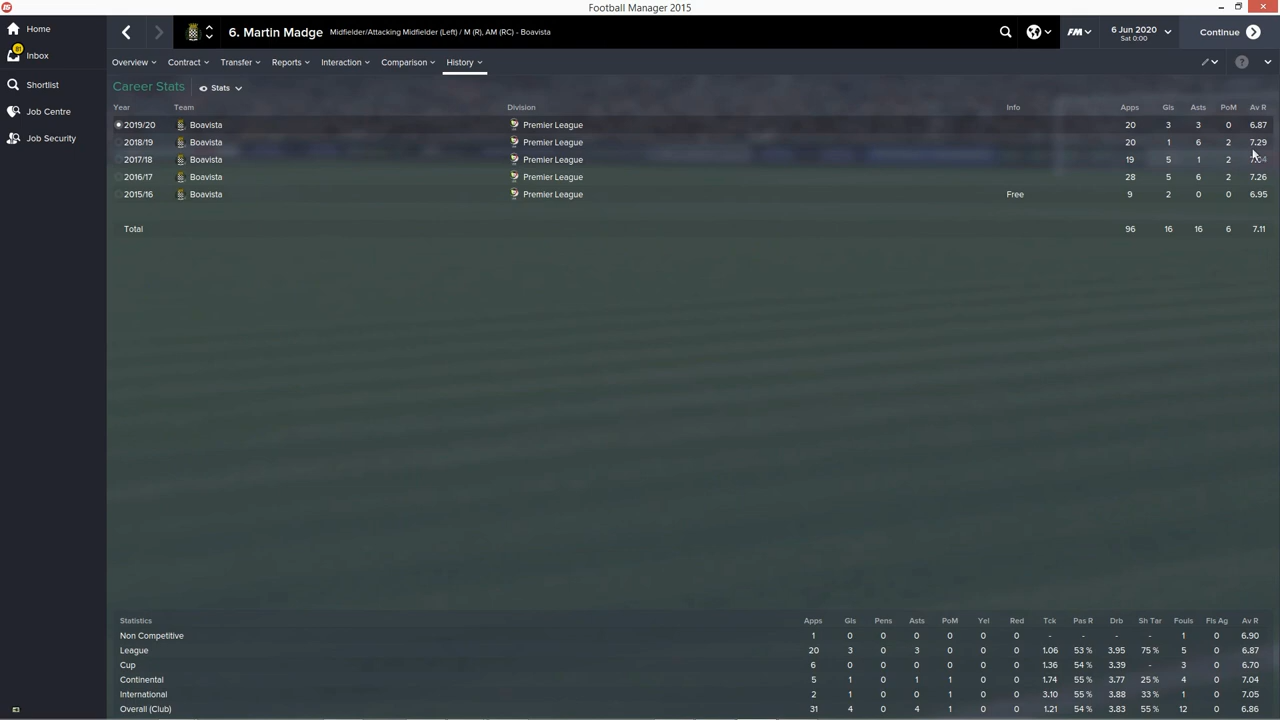 Football Manager 2015
Home
Inbox
81
Shortlist
Job Centre
Job Security
6. Martin Madge Midfielder/Attacking Midfielder (Left) / M (R), AM (RC) - Boavista
FM
6 Jun 2020
Sat 0:00
Continue
Overview Contract Transfer Reports Interaction Comparison History
Career Stats Stats
Year Team Division Info Apps Gls Asts PoM Av R
2019/20 Boavista Premier League 20 3 3 0 6.87
2018/19 Boavista Premier League 20 1 6 2 7.29
2017/18 Boavista Premier League 19 5 1 2
2016/17 Boavista Premier League 28 5 6 2 7.26
2015/16 Boavista Premier League Free 9 2 0 0 6.95
Total 96 16 16 6 7.11
Statistics Apps Gls Pens Asts PoM Yel Red Tck Pas R Drb Sh Tar Fouls Fls Ag Av R
Non Competitive 1 0 0 0 0 0 0 - - - - 1 0 6.90
League 20 3 0 3 0 0 0 1.06 53 % 3.95 75 % 5 0 6.87
Cup 6 0 0 0 0 0 0 1.36 54 % 3.39 - 3 0 6.70
Continental 5 1 0 1 1 0 0 1.74 55 % 3.77 25 % 4 0 7.04
International 2 1 0 0 1 0 0 3.10 55 % 3.88 33 % 1 0 7.05
Overall (Club) 31 4 0 4 1 0 0 1.21 54 % 3.83 55 % 12 0 6.86